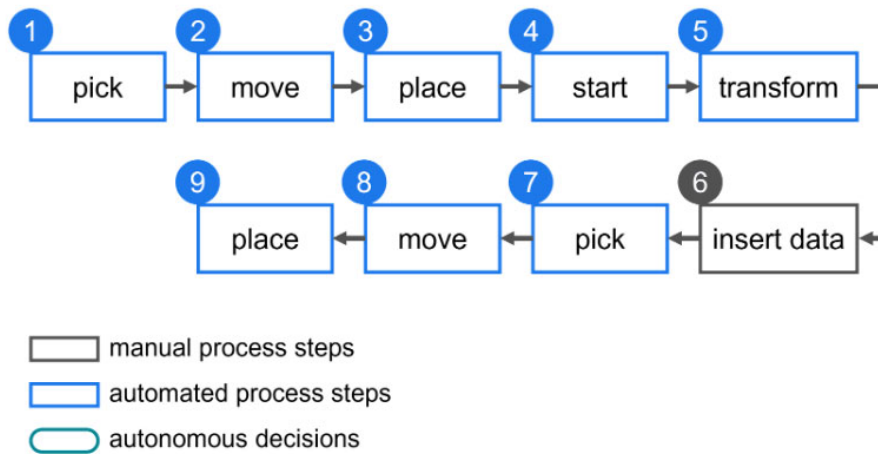 1 2 3 4 5
pick move place start transform
9 8 7 6
place move pick insert data
manual process steps
automated process steps
autonomous decisions